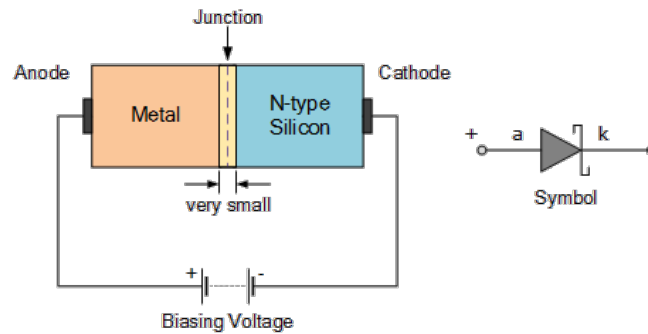 Junction
Anode
Cathode
Metal
N-type
Silicon
very small
+ -
Biasing Voltage
+ a k
Symbol